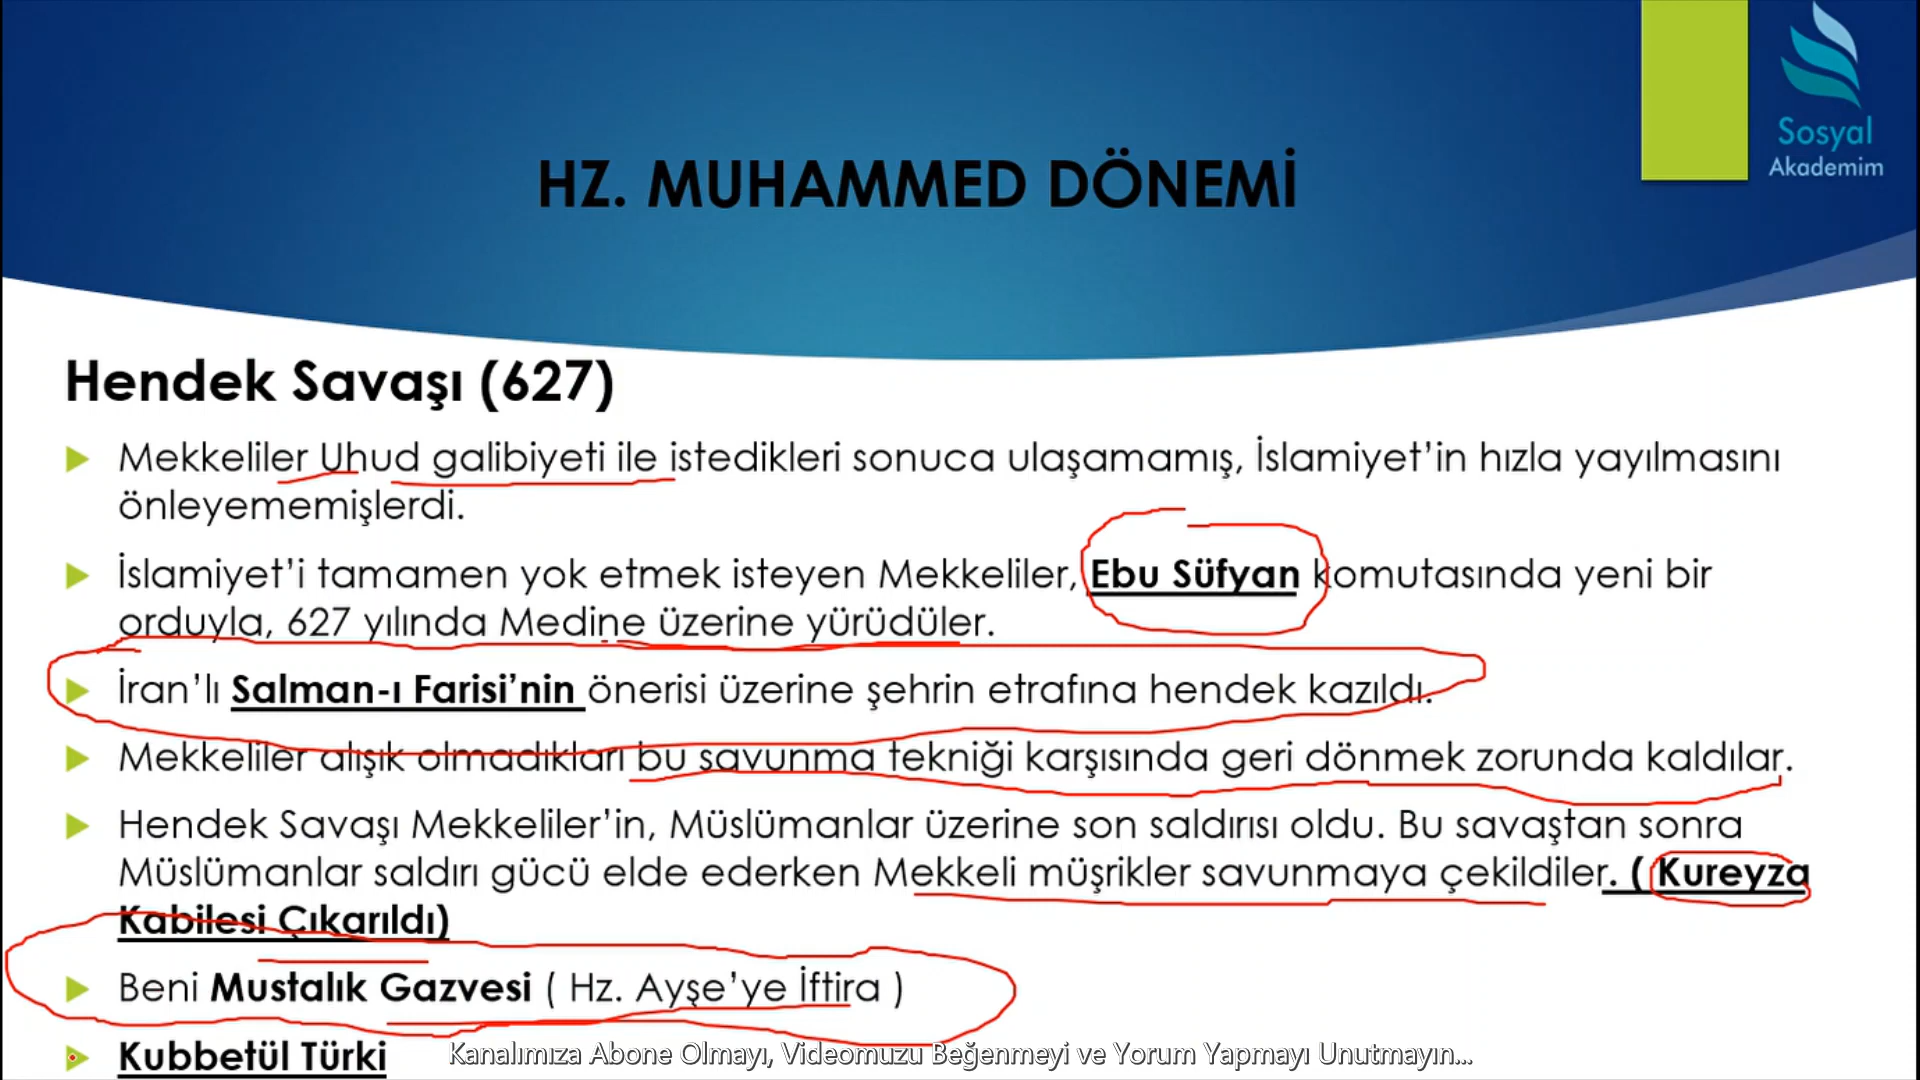 Sosyal
Akademim
HZ. MUHAMMED DÖNEMİ
Hendek Savaşı (627)
Mekkeliler Uhud galibiyeti ile istedikleri sonuca ulaşamamış, İslamiyet’in hızla yayılmasını
önleyememişlerdi.
İslamiyet’i tamamen yok etmek isteyen Mekkeliler, Ebu Süfyan komutasında yeni bir
orduyla, 627 yılında Medine üzerine yürüdüler.
İran’lı Salman-ı Farisi’nin önerisi üzerine şehrin etrafına hendek kazıldı.
Mekkeliler alışık olmadıkları bu savunma tekniği karşısında geri dönmek zorunda kaldılar.
Hendek Savaşı Mekkeliler’in, Müslümanlar üzerine son saldırısı oldu. Bu savaştan sonra
Müslümanlar saldırı gücü elde ederken Mekkeli müşrikler savunmaya çekildiler. ( Kureyza
Kabilesi Çıkarıldı)
Beni Mustalık Gazvesi ( Hz. Ayşe’ye İftira )
Kubbetül Türki
Kanalımıza Abone Olmayı, Videomuzu Beğenmeyi ve Yorum Yapmayı Unutmayın...